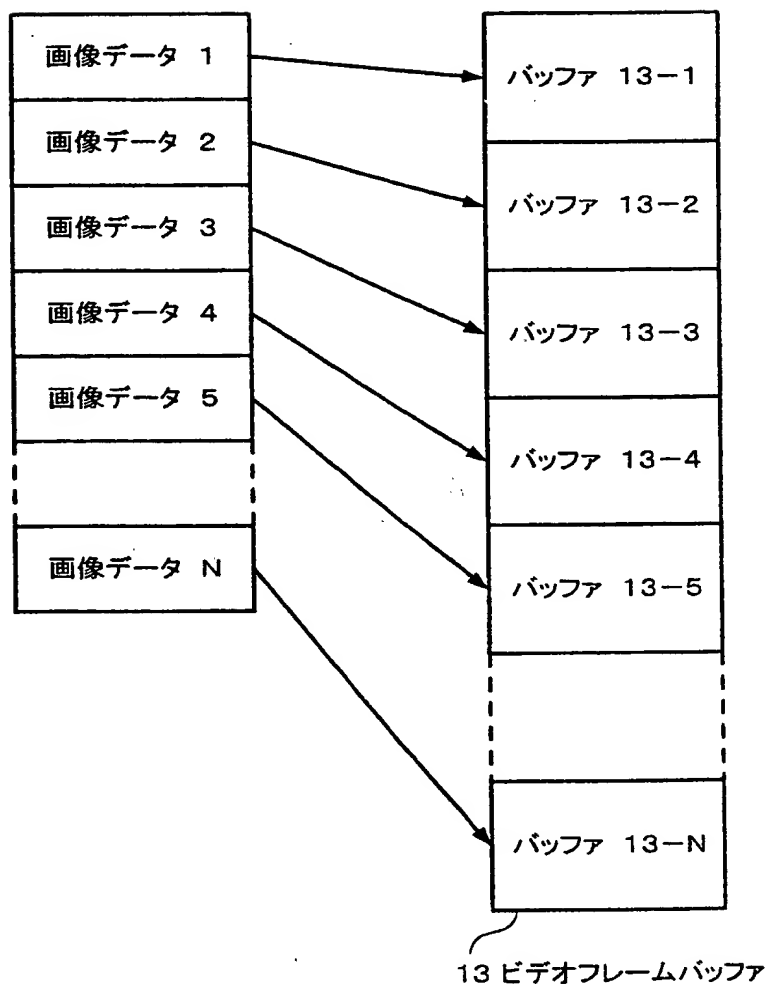 画像データ 1
画像データ 2
画像データ 3
画像データ 4
画像データ 5
画像データ N
バッファ 13-1
バッファ 13-2
バッファ 13-3
バッファ 13-4
バッファ 13-5
バッファ 13-N
13 ビデオフレームバッファ